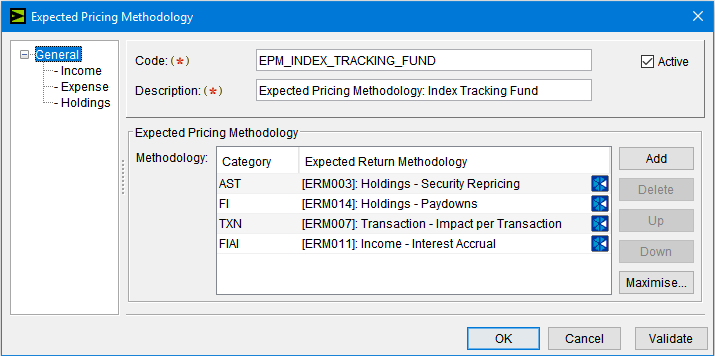 Expected Pricing Methodology
General
Income
Expense
Holdings
Code: (*) EPM_INDEX_TRACKING_FUND Active
Description: (*) Expected Pricing Methodology: Index Tracking Fund
Expected Pricing Methodology
Methodology: Category Expected Return Methodology Add
AST [ERM003]: Holdings - Security Repricing Delete
FI [ERM014]: Holdings - Paydowns Up
TXN [ERM007]: Transaction - Impact per Transaction
FIAI [ERM011]: Income - Interest Accrual Down
Maximise...
OK Cancel Validate